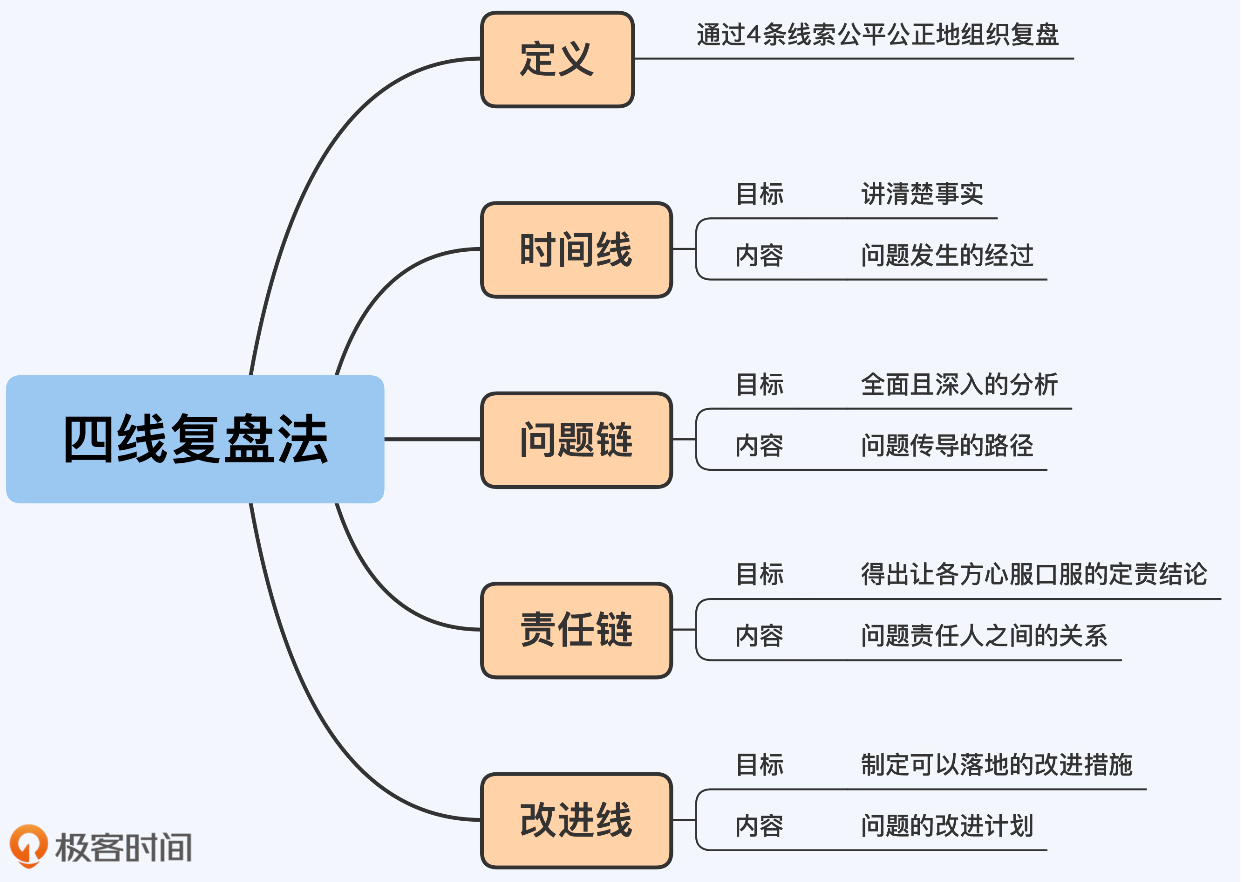 定义
通过4条线索公平公正地组织复盘
时间线
目标 讲清楚事实
内容 问题发生的经过
四线复盘法
问题链
目标 全面且深入的分析
内容 问题传导的路径
责任链
目标 得出让各方心服口服的定责结论
内容 问题责任人之间的关系
改进线
目标 制定可以落地的改进措施
内容 问题的改进计划
极客时间